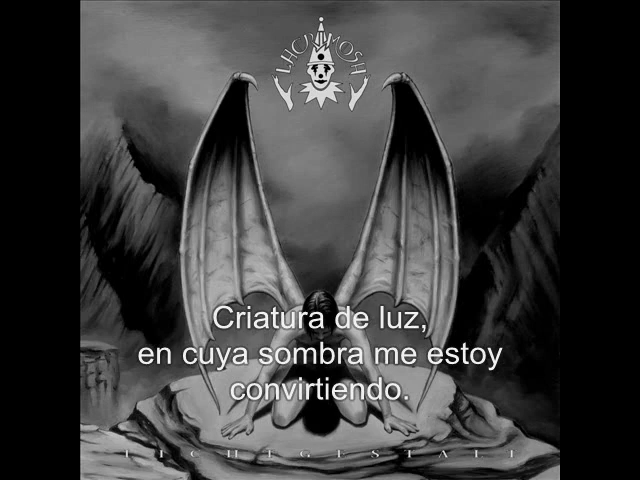 LACRIMOSA
Criatura de luz,
en cuya sombra me estoy
convirtiendo.
LICHTGESTALT